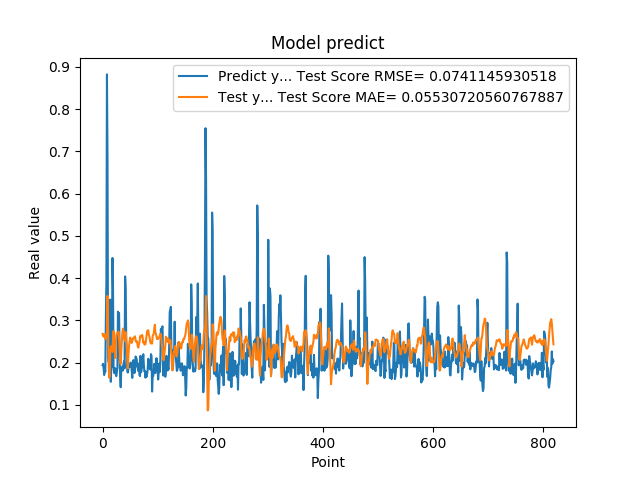 Model predict
Predict y... Test Score RMSE= 0.0741145930518
Test y... Test Score MAE= 0.05530720560767887
0.9
0.8
0.7
0.6
0.5
0.4
0.3
0.2
0.1
Real value
0 200 400 600 800
Point